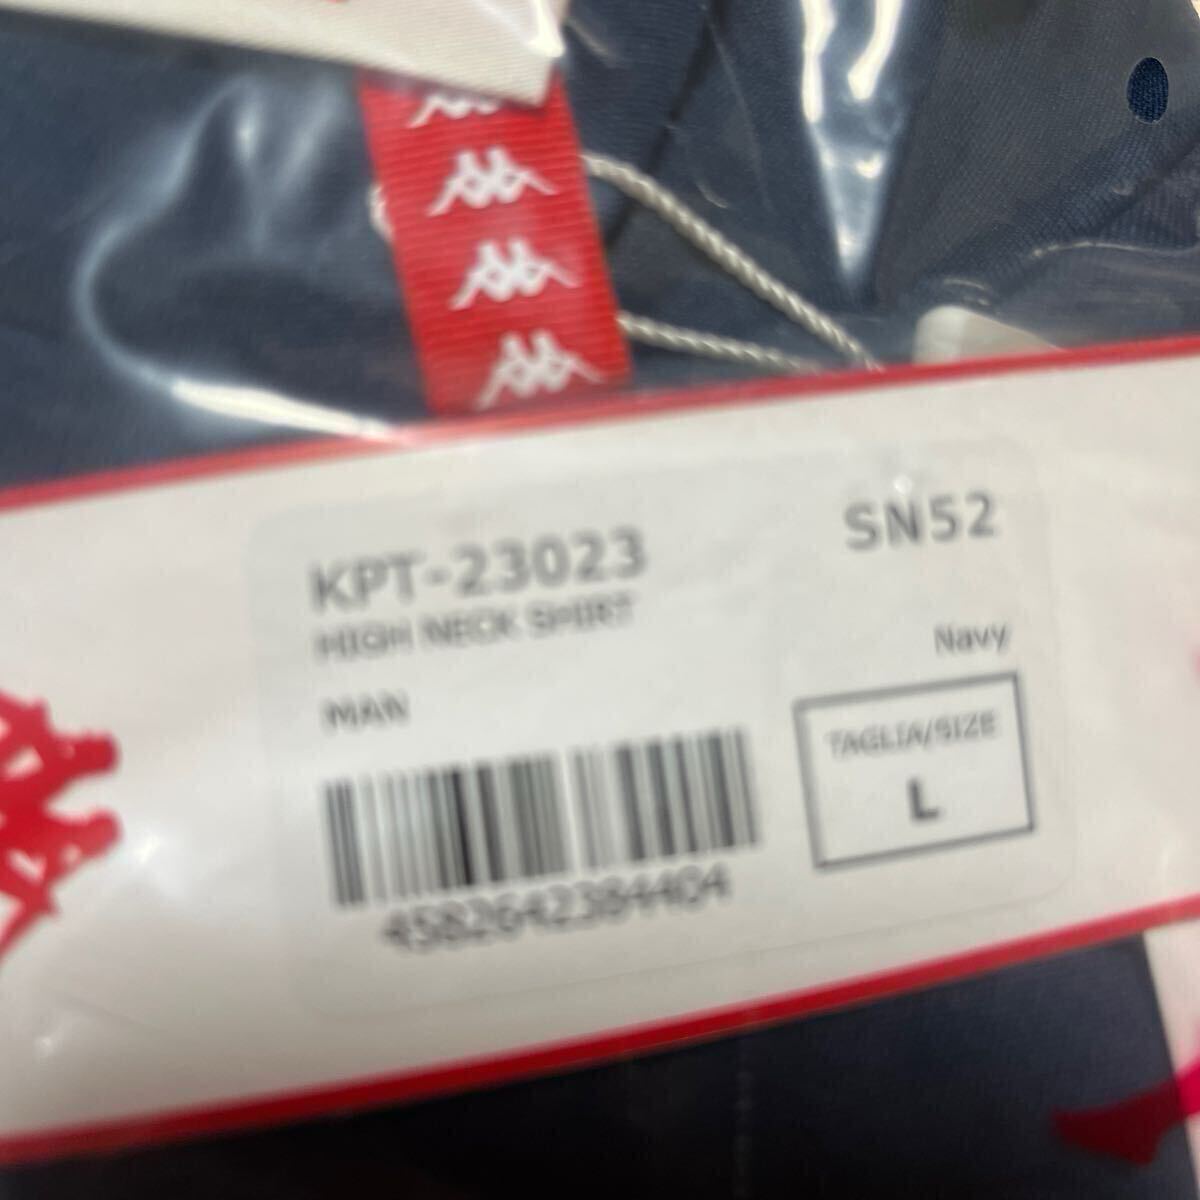 KPT-23023
SN52
HIGH NECK SHIRT
Navy
MAN
TAGLIA/SIZE
L
4582642384404